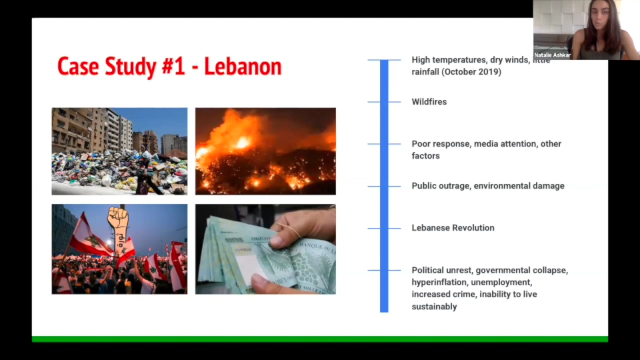 Natalie Ashkar
Case Study #1 - Lebanon
High temperatures, dry winds, little
rainfall (October 2019)
Wildfires
Poor response, media attention, other
factors
Public outrage, environmental damage
Lebanese Revolution
Political unrest, governmental collapse,
hyperinflation, unemployment,
increased crime, inability to live
sustainably